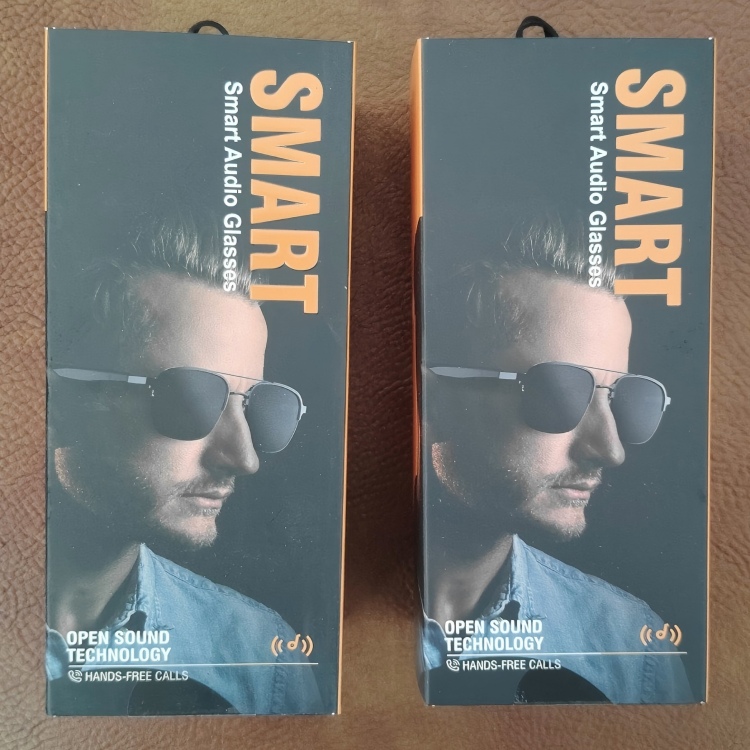 SMART
Smart Audio Glasses
OPEN SOUND
TECHNOLOGY
HANDS-FREE CALLS
SMART
Smart Audio Glasses
OPEN SOUND
TECHNOLOGY
HANDS-FREE CALLS